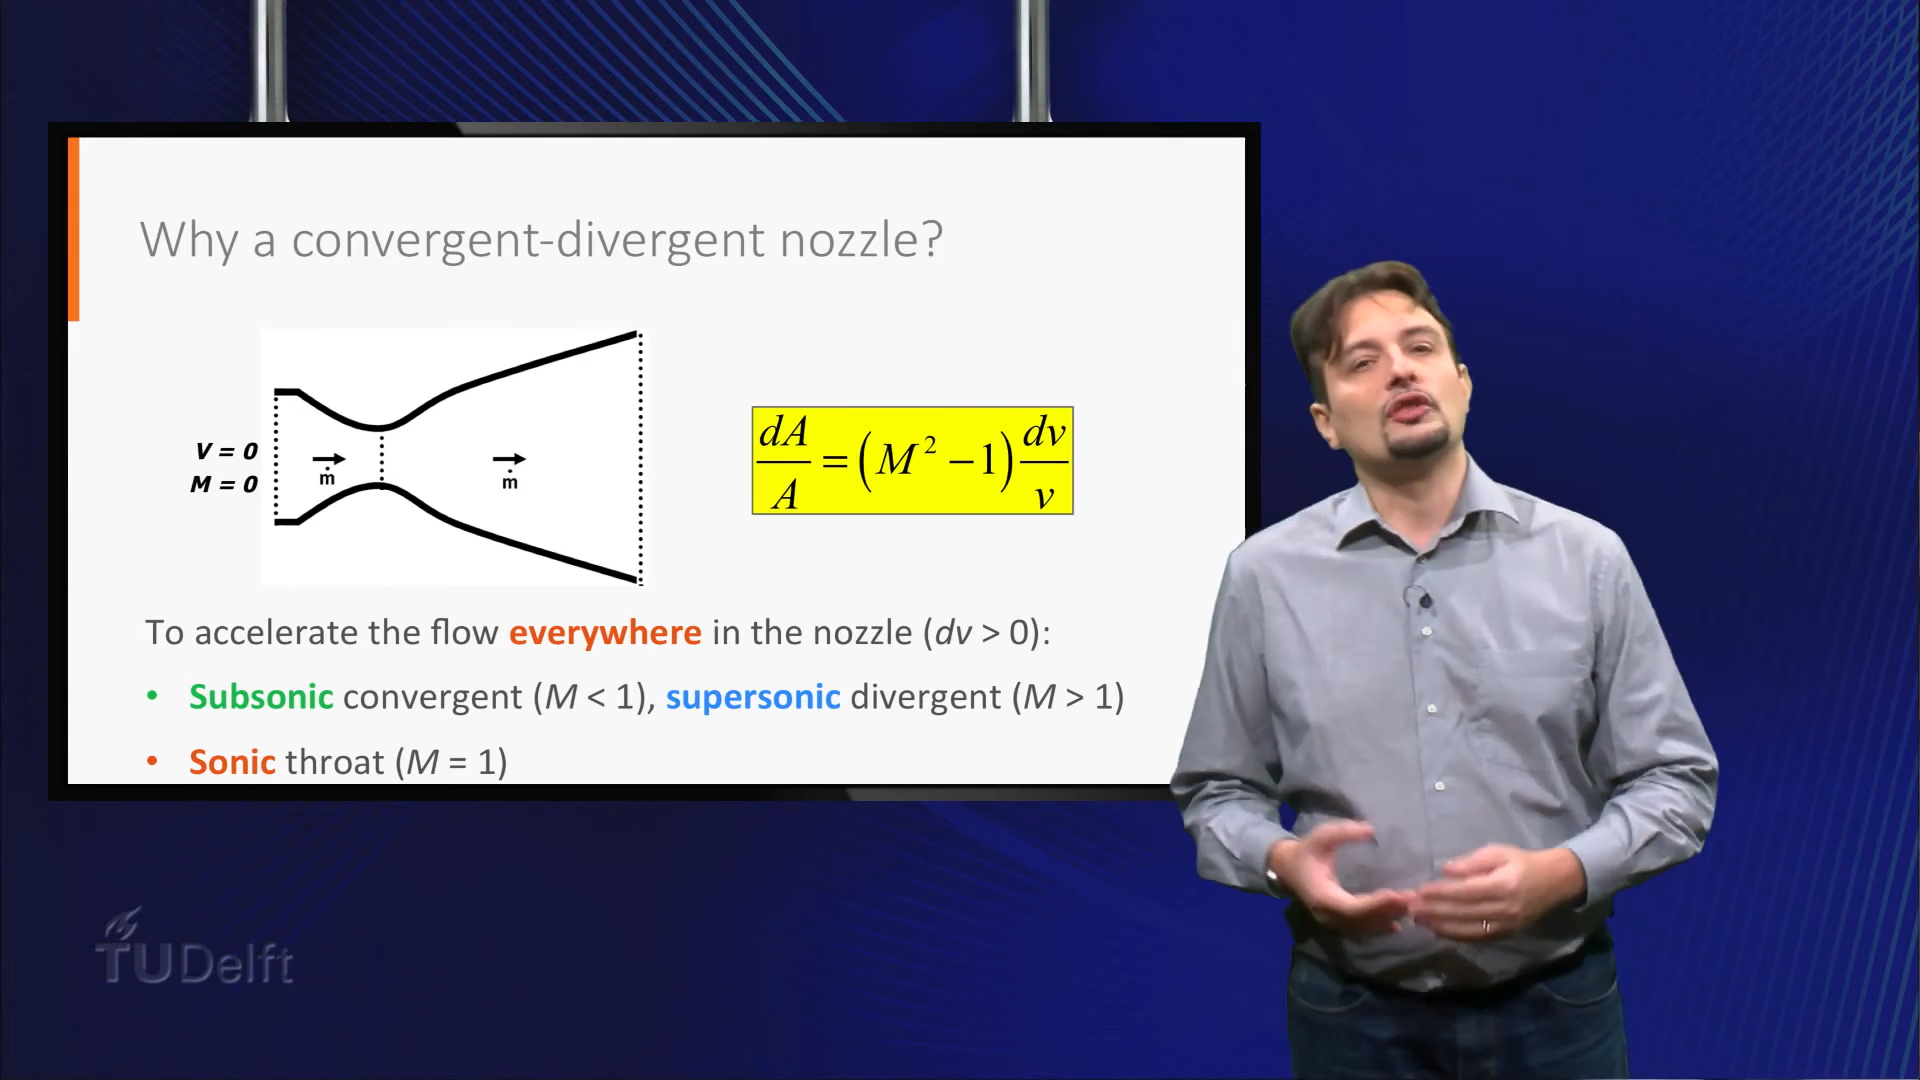 Why a convergent-divergent nozzle?
V = 0
M = 0
ṁ
ṁ
dA/A = (M² − 1) dv/v
To accelerate the flow everywhere in the nozzle (dv > 0):
• Subsonic convergent (M < 1), supersonic divergent (M > 1)
• Sonic throat (M = 1)
TUDelft